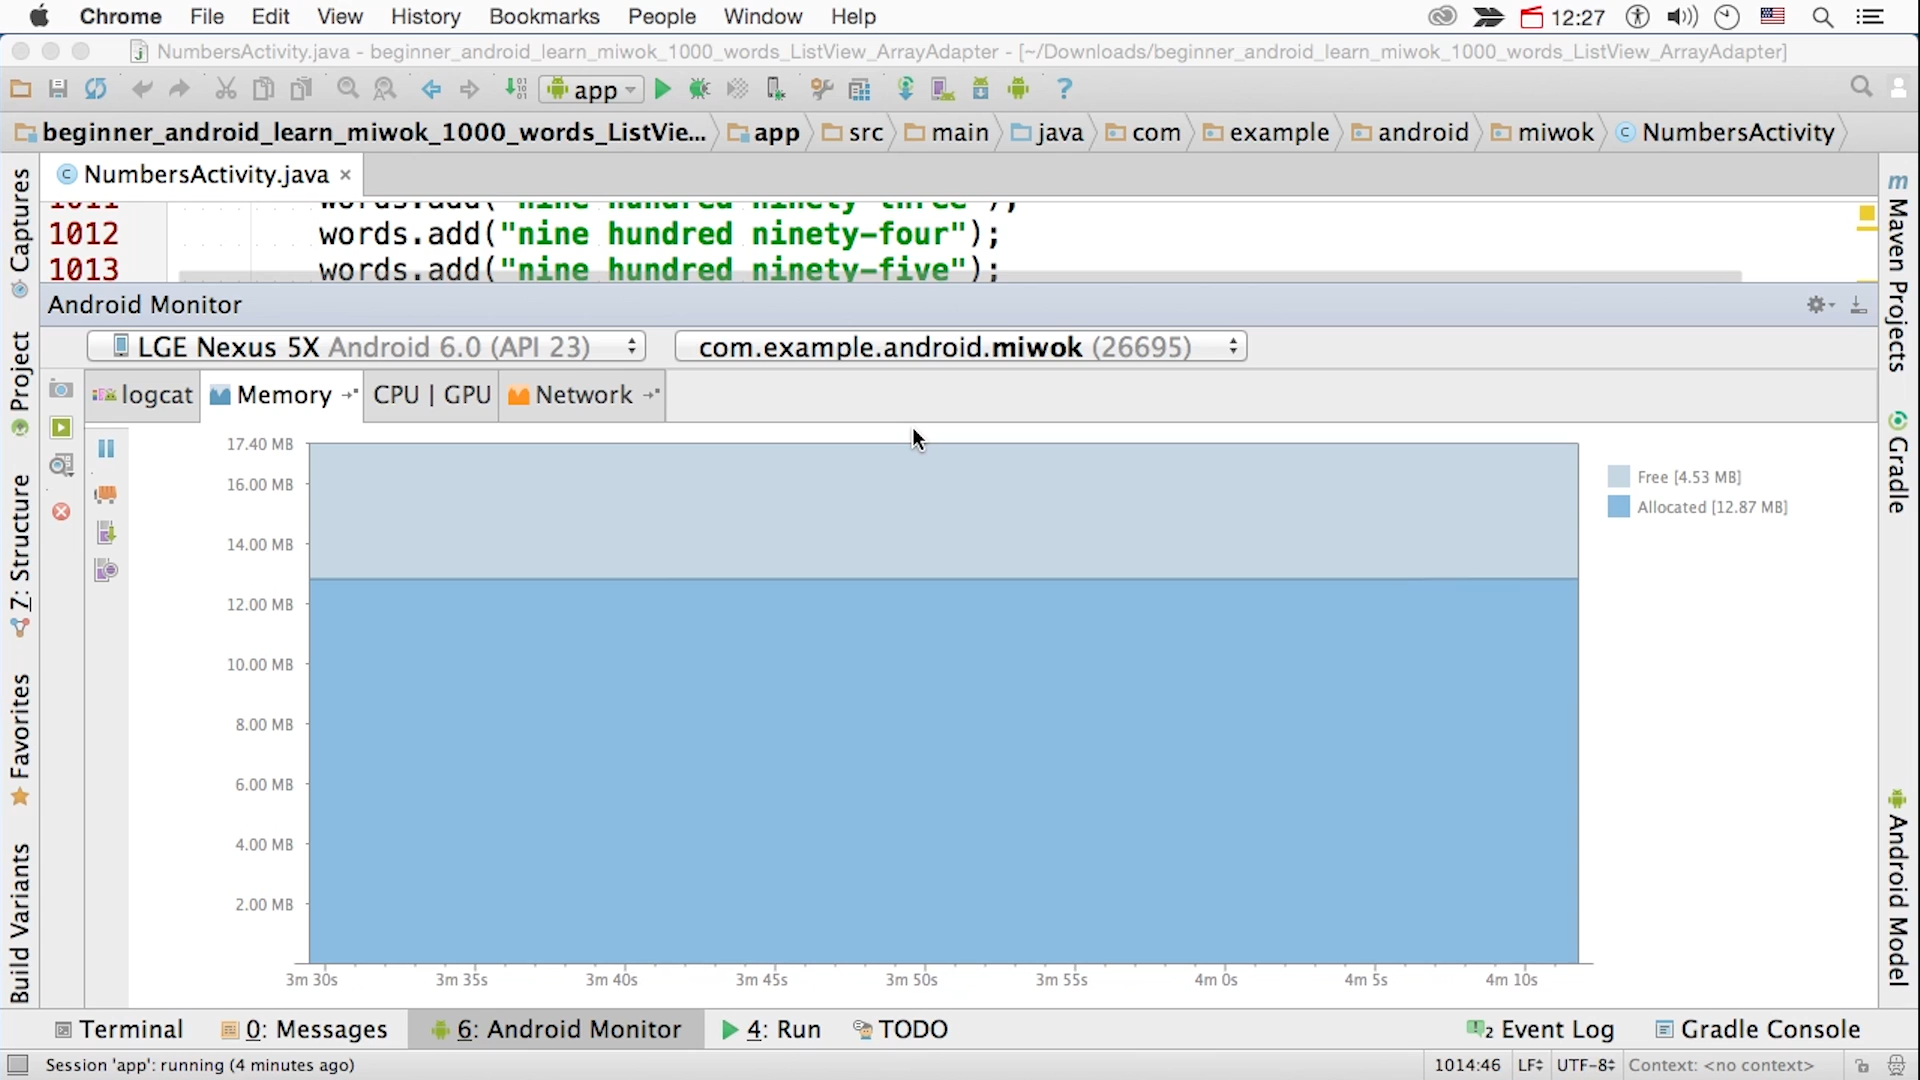 Chrome File Edit View History Bookmarks People Window Help 12:27
NumbersActivity.java - beginner_android_learn_miwok_1000_words_ListView_ArrayAdapter - [~/Downloads/beginner_android_learn_miwok_1000_words_ListView_ArrayAdapter]
app
?
beginner_android_learn_miwok_1000_words_ListVie... app src main java com example android miwok NumbersActivity
NumbersActivity.java ×
1011 words.add("nine hundred ninety-three");
1012 words.add("nine hundred ninety-four");
1013 words.add("nine hundred ninety-five");
Android Monitor
LGE Nexus 5X Android 6.0 (API 23) com.example.android.miwok (26695)
logcat Memory CPU | GPU Network
17.40 MB
16.00 MB
14.00 MB
12.00 MB
10.00 MB
8.00 MB
6.00 MB
4.00 MB
2.00 MB
3m 30s 3m 35s 3m 40s 3m 45s 3m 50s 3m 55s 4m 0s 4m 5s 4m 10s
Free [4.53 MB]
Allocated [12.87 MB]
Captures
Project
Z: Structure
Favorites
Build Variants
Maven Projects
Gradle
Android Model
Terminal 0: Messages 6: Android Monitor 4: Run TODO 2 Event Log Gradle Console
Session 'app': running (4 minutes ago) 1014:46 LF UTF-8 Context: <no context>